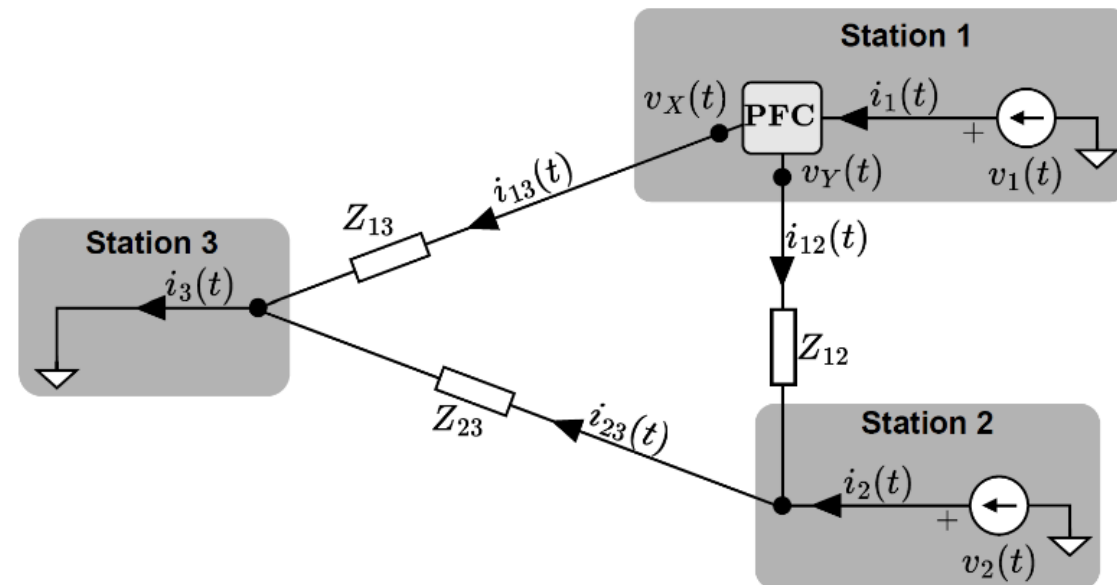 Station 1
v_X(t)
PFC
i_1(t)
+
v_1(t)
v_Y(t)
i_13(t)
Z_13
i_12(t)
Station 3
i_3(t)
Z_12
Z_23
i_23(t)
Station 2
i_2(t)
+
v_2(t)